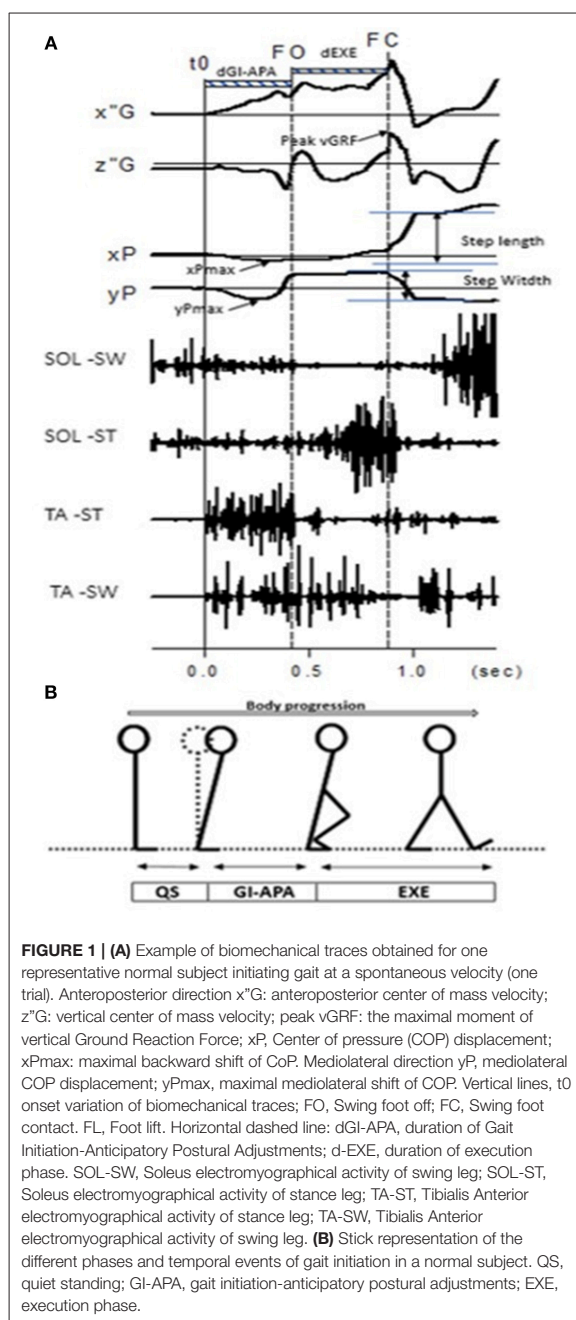 A
t0
F O
F C
dGI-APA
dEXE
x"G
Peak vGRF
z"G
xP
Step length
xPmax
yP
Step Witdth
yPmax
SOL -SW
SOL -ST
TA -ST
TA -SW
0.0 0.5 1.0 (sec)
B
Body progression
QS GI-APA EXE
FIGURE 1 | (A) Example of biomechanical traces obtained for one
representative normal subject initiating gait at a spontaneous velocity (one
trial). Anteroposterior direction x"G: anteroposterior center of mass velocity;
z"G: vertical center of mass velocity; peak vGRF: the maximal moment of
vertical Ground Reaction Force; xP, Center of pressure (COP) displacement;
xPmax: maximal backward shift of CoP. Mediolateral direction yP, mediolateral
COP displacement; yPmax, maximal mediolateral shift of COP. Vertical lines, t0
onset variation of biomechanical traces; FO, Swing foot off; FC, Swing foot
contact. FL, Foot lift. Horizontal dashed line: dGI-APA, duration of Gait
Initiation-Anticipatory Postural Adjustments; d-EXE, duration of execution
phase. SOL-SW, Soleus electromyographical activity of swing leg; SOL-ST,
Soleus electromyographical activity of stance leg; TA-ST, Tibialis Anterior
electromyographical activity of stance leg; TA-SW, Tibialis Anterior
electromyographical activity of swing leg. (B) Stick representation of the
different phases and temporal events of gait initiation in a normal subject. QS,
quiet standing; GI-APA, gait initiation-anticipatory postural adjustments; EXE,
execution phase.